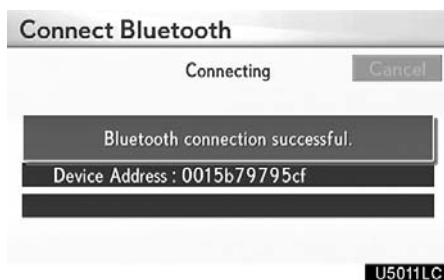 Connect Bluetooth
Connecting
Cancel
Bluetooth connection successful.
Device Address : 0015b79795cf
U5011LC